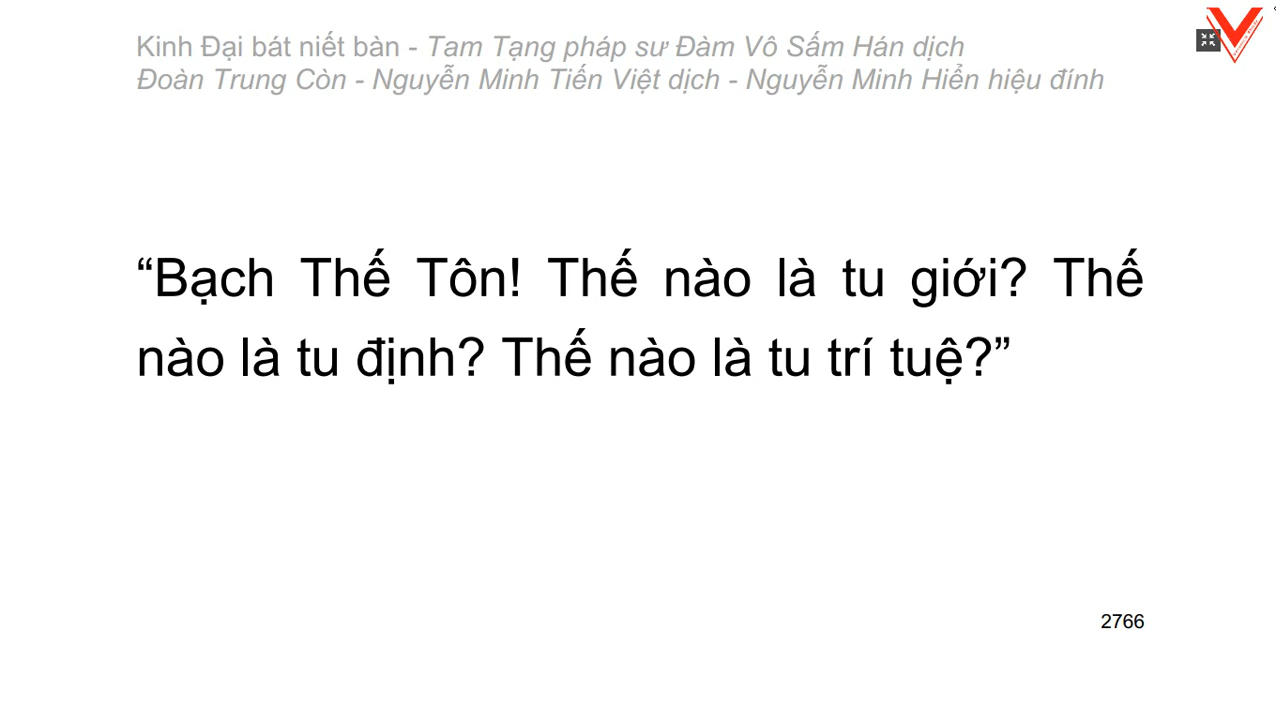 Kinh Đại bát niết bàn - Tam Tạng pháp sư Đàm Vô Sấm Hán dịch
Đoàn Trung Còn - Nguyễn Minh Tiến Việt dịch - Nguyễn Minh Hiển hiệu đính
“Bạch Thế Tôn! Thế nào là tu giới? Thế
nào là tu định? Thế nào là tu trí tuệ?”
2766